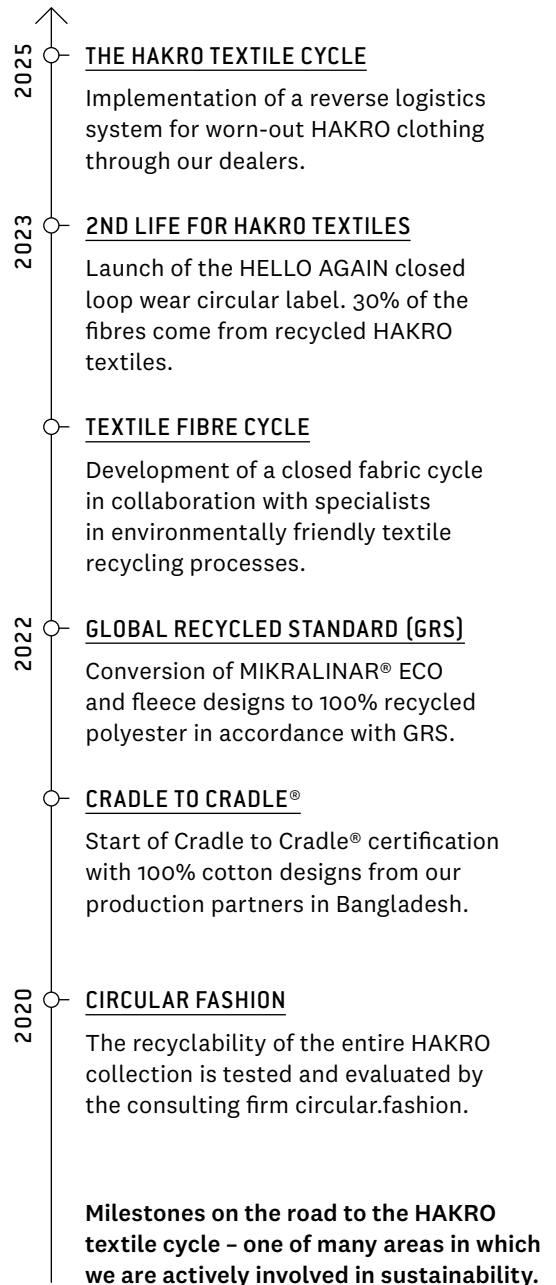 2025
THE HAKRO TEXTILE CYCLE
Implementation of a reverse logistics
system for worn-out HAKRO clothing
through our dealers.
2023
2ND LIFE FOR HAKRO TEXTILES
Launch of the HELLO AGAIN closed
loop wear circular label. 30% of the
fibres come from recycled HAKRO
textiles.
TEXTILE FIBRE CYCLE
Development of a closed fabric cycle
in collaboration with specialists
in environmentally friendly textile
recycling processes.
2022
GLOBAL RECYCLED STANDARD (GRS)
Conversion of MIKRALINAR® ECO
and fleece designs to 100% recycled
polyester in accordance with GRS.
CRADLE TO CRADLE®
Start of Cradle to Cradle® certification
with 100% cotton designs from our
production partners in Bangladesh.
2020
CIRCULAR FASHION
The recyclability of the entire HAKRO
collection is tested and evaluated by
the consulting firm circular.fashion.
Milestones on the road to the HAKRO
textile cycle – one of many areas in which
we are actively involved in sustainability.